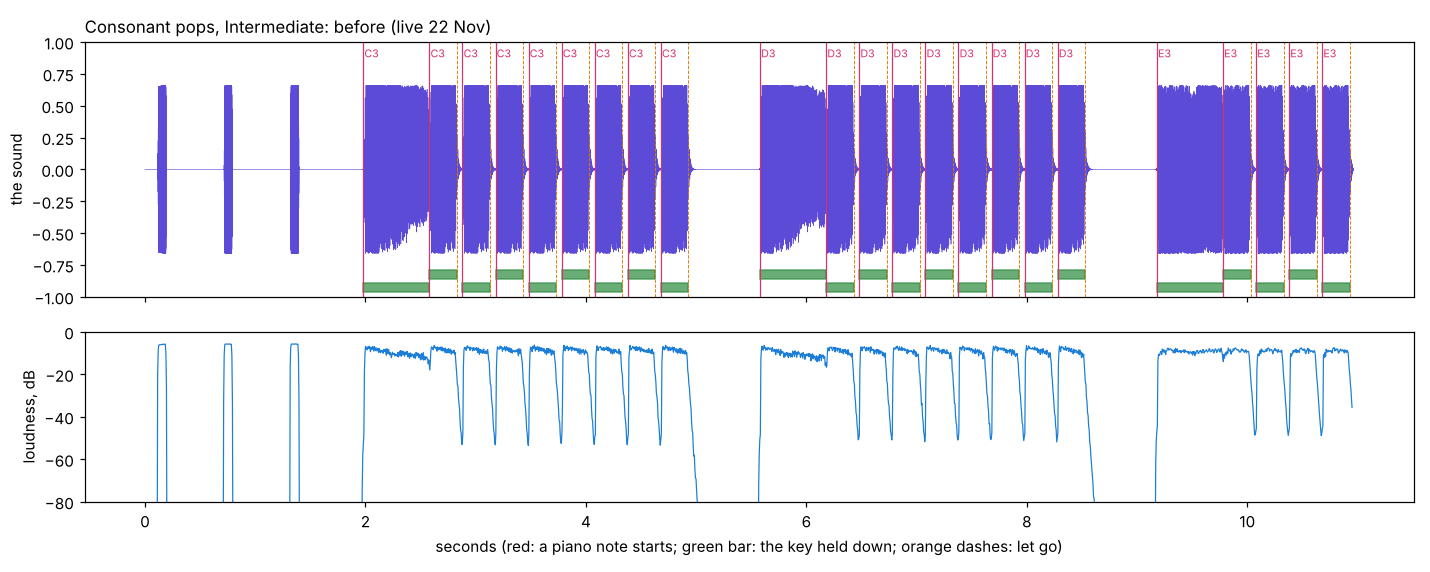 Consonant pops, Intermediate: before (live 22 Nov)
1.00
0.75
0.50
0.25
0.00
−0.25
−0.50
−0.75
−1.00
the sound
C3 C3 C3 C3 C3 C3 C3 C3 C3 D3 D3 D3 D3 D3 D3 D3 D3 D3 E3 E3 E3 E3 E3
0
−20
−40
−60
−80
loudness, dB
0 2 4 6 8 10
seconds (red: a piano note starts; green bar: the key held down; orange dashes: let go)